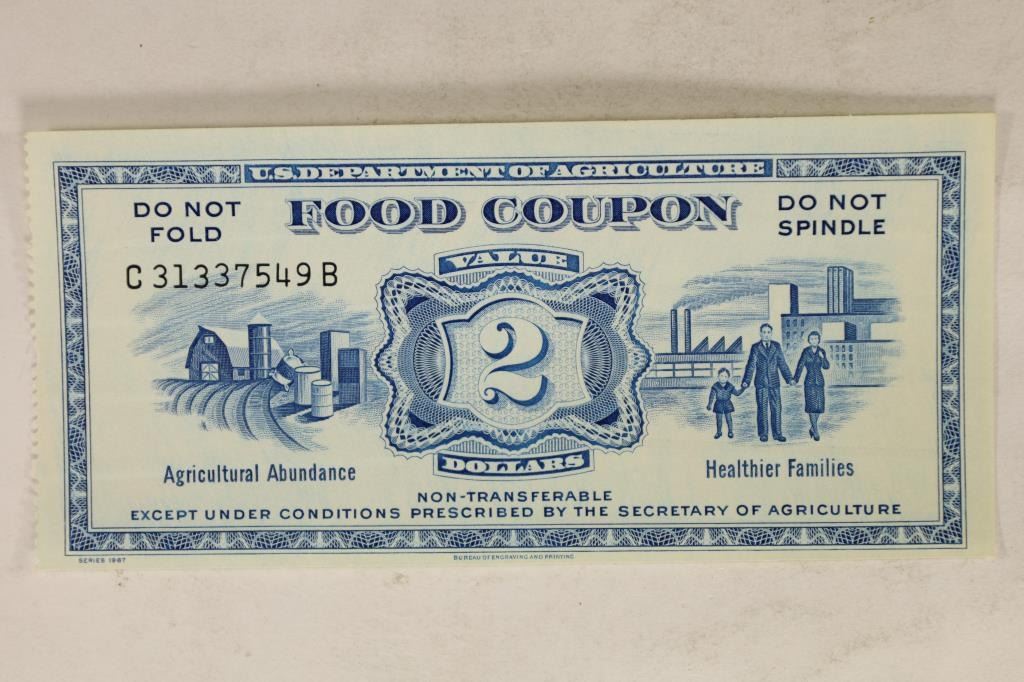 U.S. DEPARTMENT OF AGRICULTURE
DO NOT FOLD
FOOD COUPON
DO NOT SPINDLE
C 31337549 B
VALUE
2
DOLLARS
Agricultural Abundance
Healthier Families
NON-TRANSFERABLE
EXCEPT UNDER CONDITIONS PRESCRIBED BY THE SECRETARY OF AGRICULTURE
SERIES 1967
BUREAU OF ENGRAVING AND PRINTING